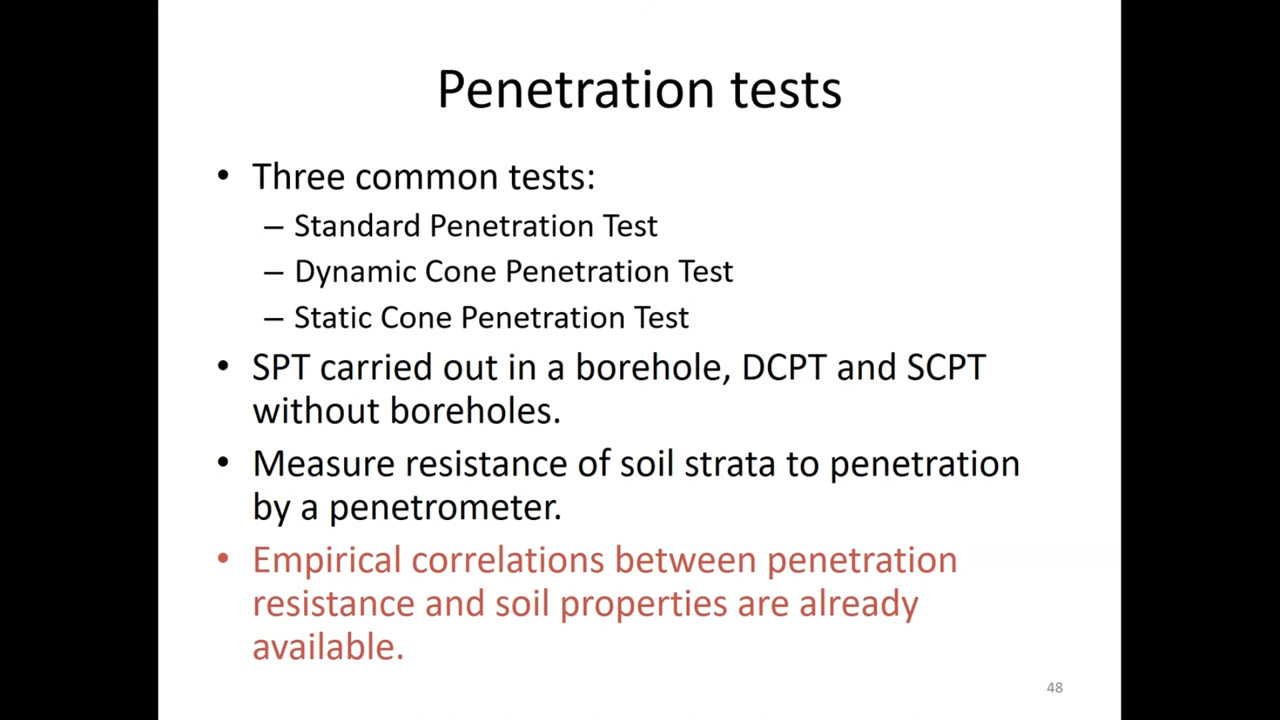 Penetration tests
• Three common tests:
– Standard Penetration Test
– Dynamic Cone Penetration Test
– Static Cone Penetration Test
• SPT carried out in a borehole, DCPT and SCPT
without boreholes.
• Measure resistance of soil strata to penetration
by a penetrometer.
• Empirical correlations between penetration
resistance and soil properties are already
available.
48